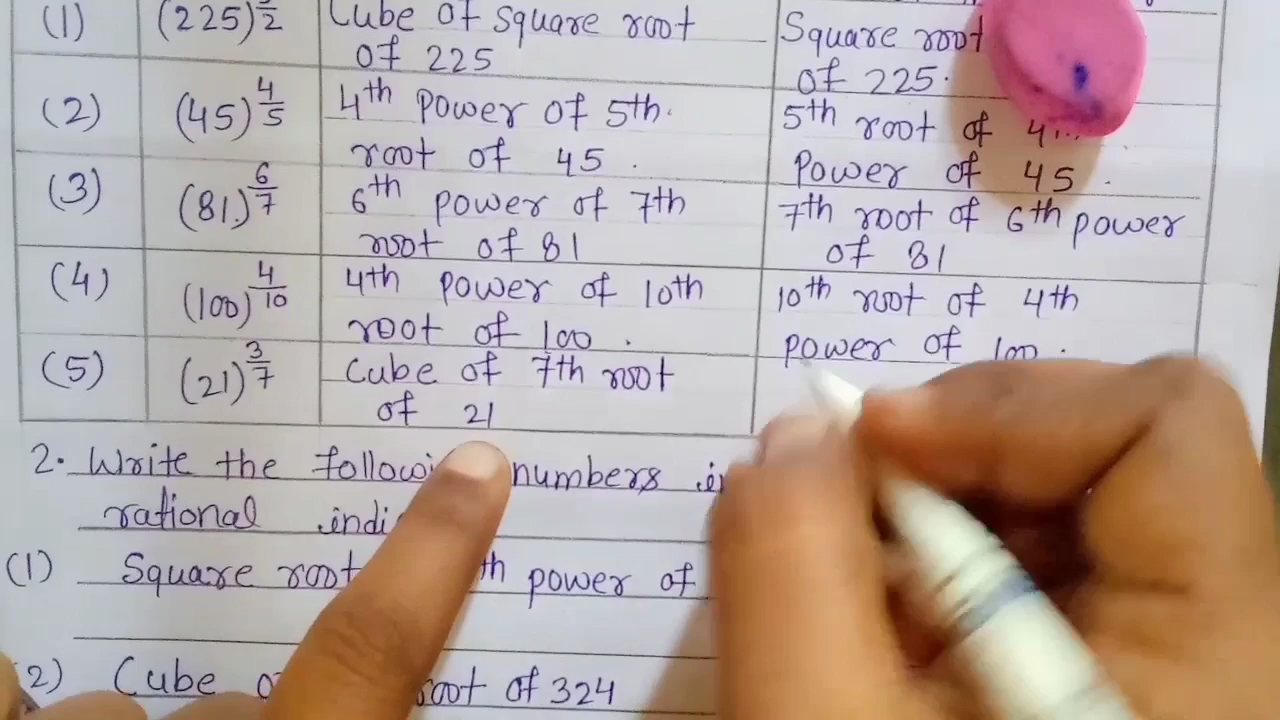 (1) (225)^3/2 Cube of square root Square root
of 225 of 225.
(2) (45)^4/5 4th power of 5th. 5th root of
root of 45. Power of 45.
(3) (81)^6/7 6th power of 7th 7th root of 6th power
root of 81 of 81
(4) (100)^4/10 4th power of 10th 10th root of 4th
root of 100. power of 100.
(5) (21)^3/7 Cube of 7th root
of 21
2. Write the numbers
rational
(1) Square root power of
(2) Cube root of 324